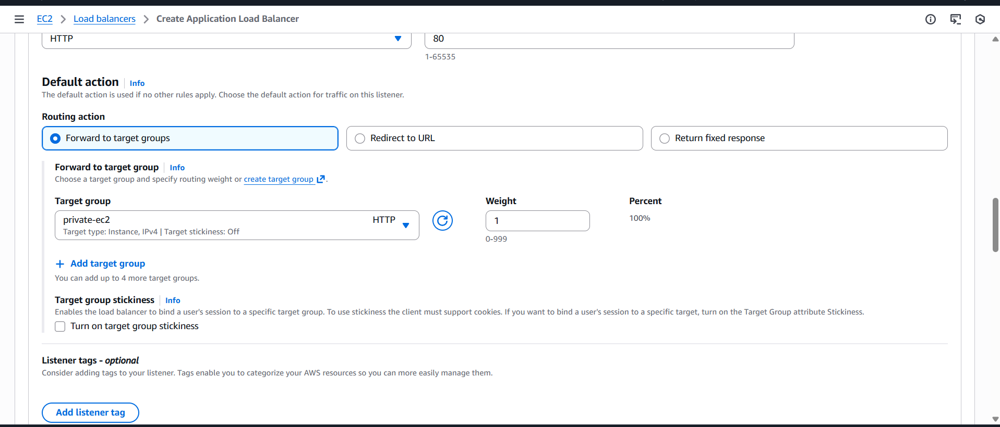 EC2 > Load balancers > Create Application Load Balancer
HTTP 80
1-65535
Default action Info
The default action is used if no other rules apply. Choose the default action for traffic on this listener.
Routing action
Forward to target groups Redirect to URL Return fixed response
Forward to target group Info
Choose a target group and specify routing weight or create target group .
Target group Weight Percent
private-ec2 HTTP 1 100%
Target type: Instance, IPv4 | Target stickiness: Off
0-999
+ Add target group
You can add up to 4 more target groups.
Target group stickiness Info
Enables the load balancer to bind a user's session to a specific target group. To use stickiness the client must support cookies. If you want to bind a user's session to a specific target, turn on the Target Group attribute Stickiness.
Turn on target group stickiness
Listener tags - optional
Consider adding tags to your listener. Tags enable you to categorize your AWS resources so you can more easily manage them.
Add listener tag